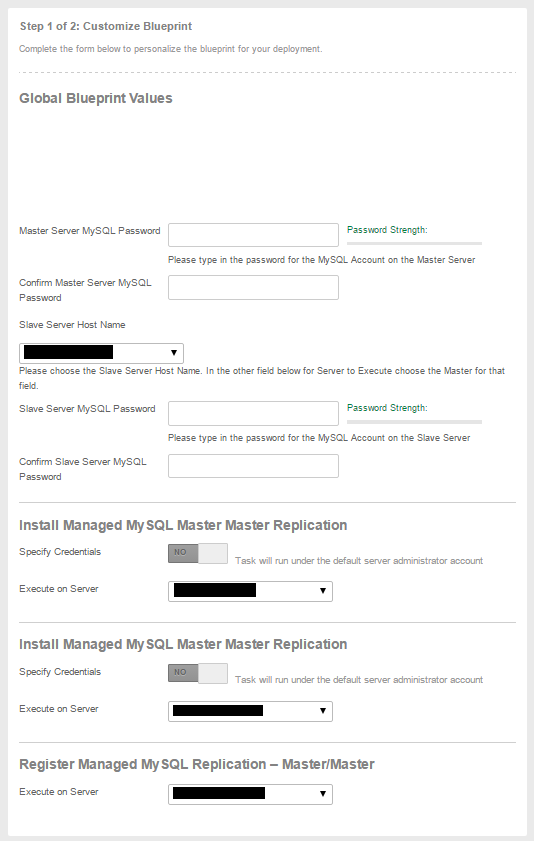 Step 1 of 2: Customize Blueprint
Complete the form below to personalize the blueprint for your deployment.
Global Blueprint Values
Master Server MySQL Password
Password Strength:
Please type in the password for the MySQL Account on the Master Server
Confirm Master Server MySQL
Password
Slave Server Host Name
Please choose the Slave Server Host Name. In the other field below for Server to Execute choose the Master for that
field.
Slave Server MySQL Password
Password Strength:
Please type in the password for the MySQL Account on the Slave Server
Confirm Slave Server MySQL
Password
Install Managed MySQL Master Master Replication
Specify Credentials
NO
Task will run under the default server administrator account
Execute on Server
Install Managed MySQL Master Master Replication
Specify Credentials
NO
Task will run under the default server administrator account
Execute on Server
Register Managed MySQL Replication – Master/Master
Execute on Server